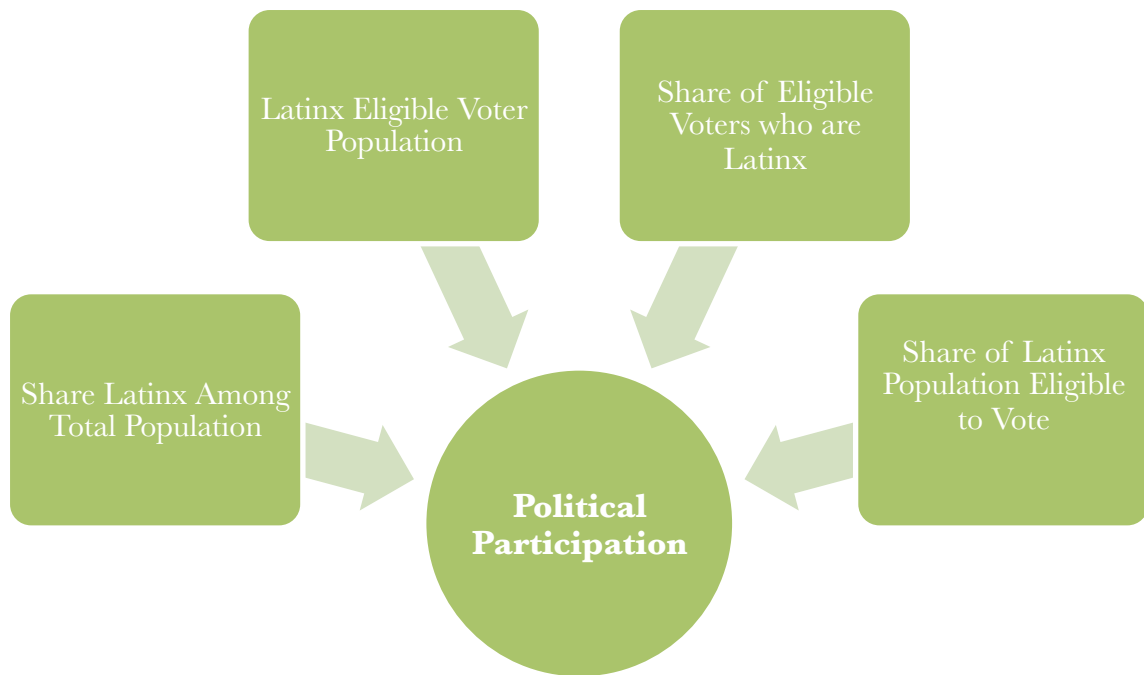 Latinx Eligible Voter
Population
Share of Eligible
Voters who are
Latinx
Share Latinx Among
Total Population
Share of Latinx
Population Eligible
to Vote
Political
Participation